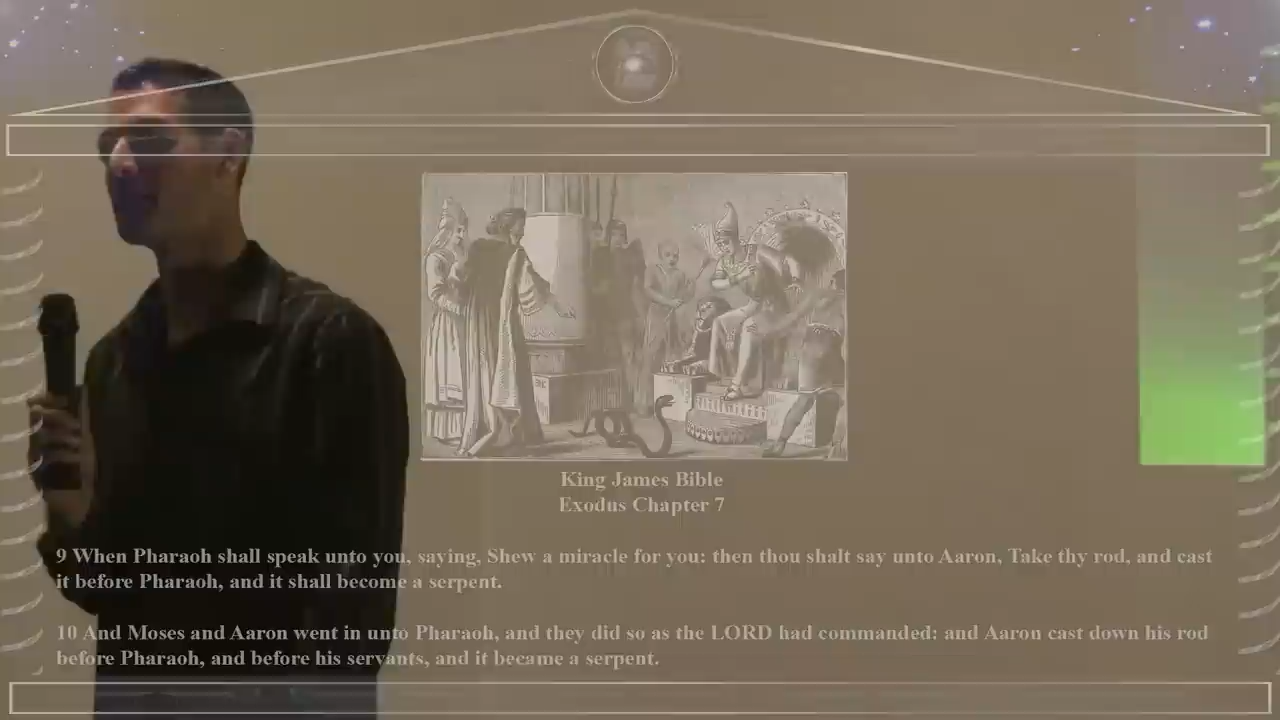 King James Bible
Exodus Chapter 7
9 When Pharaoh shall speak unto you, saying, Shew a miracle for you: then thou shalt say unto Aaron, Take thy rod, and cast
it before Pharaoh, and it shall become a serpent.
10 And Moses and Aaron went in unto Pharaoh, and they did so as the LORD had commanded: and Aaron cast down his rod
before Pharaoh, and before his servants, and it became a serpent.